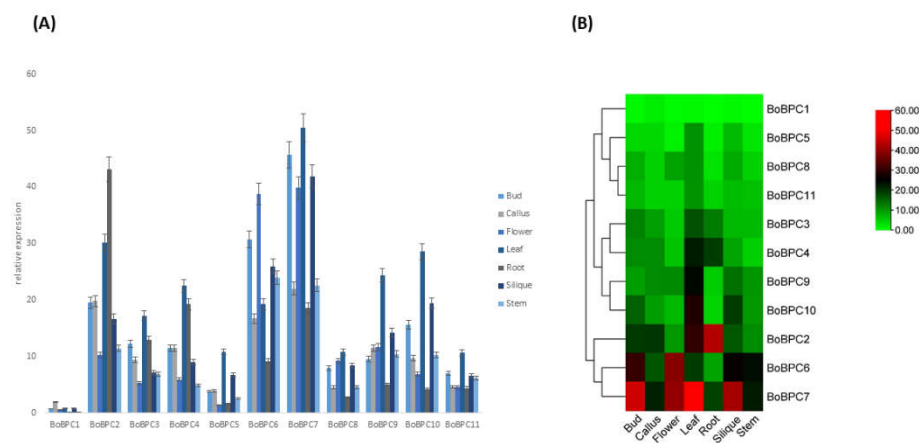 (A)
(B)
60
50
40
30
20
10
0
relative expression
BoBPC1 BoBPC2 BoBPC3 BoBPC4 BoBPC5 BoBPC6 BoBPC7 BoBPC8 BoBPC9 BoBPC10 BoBPC11
Bud
Callus
Flower
Leaf
Root
Silique
Stem
BoBPC1
BoBPC5
BoBPC8
BoBPC11
BoBPC3
BoBPC4
BoBPC9
BoBPC10
BoBPC2
BoBPC6
BoBPC7
Bud Callus Flower Leaf Root Silique Stem
60.00
50.00
40.00
30.00
20.00
10.00
0.00